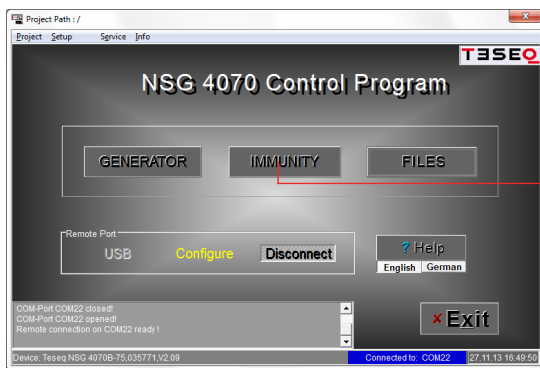 Project Path : /
Project Setup Service Info
TESEQ
NSG 4070 Control Program
GENERATOR IMMUNITY FILES
Remote Port
USB Configure Disconnect
? Help
English German
COM-Port COM22 closed!
COM-Port COM22 opened!
Remote connection on COM22 ready !
× Exit
Device: Teseq NSG 4070B-75,035771,V2.09 Connected to: COM22 27.11.13 16:49:50